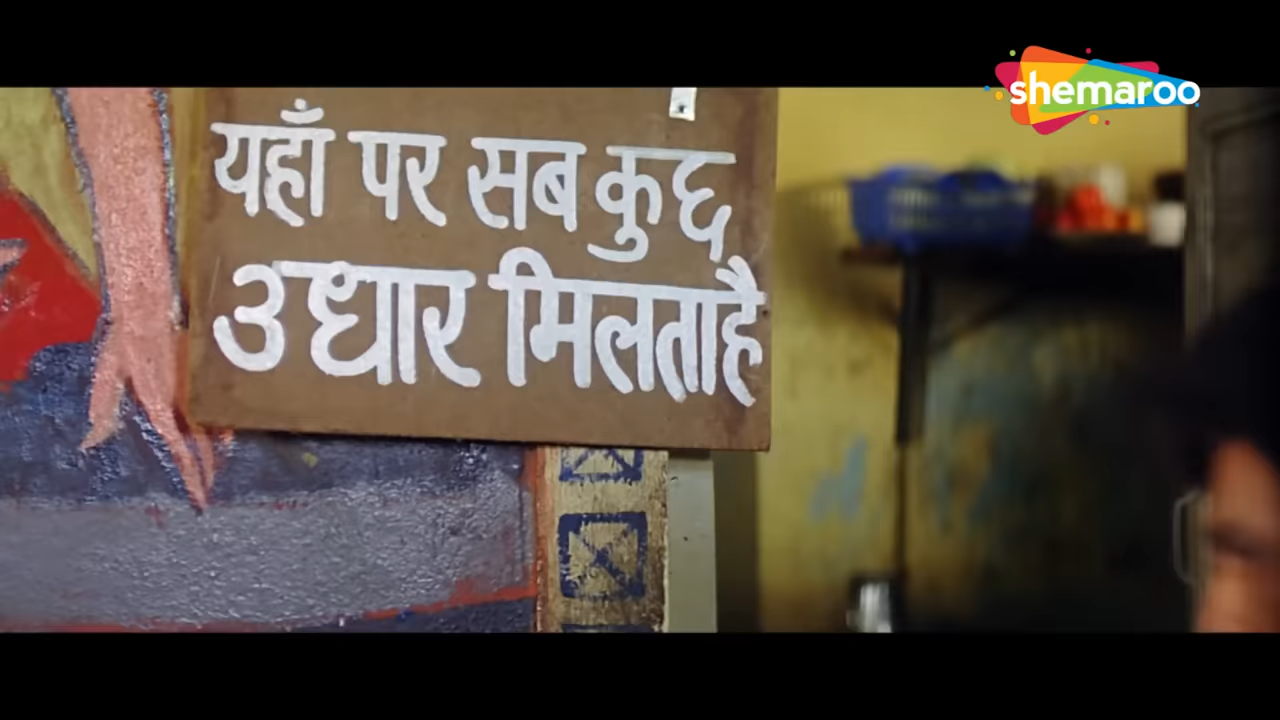 shemaroo
यहाँ पर सब कुछ
उधार मिलता है